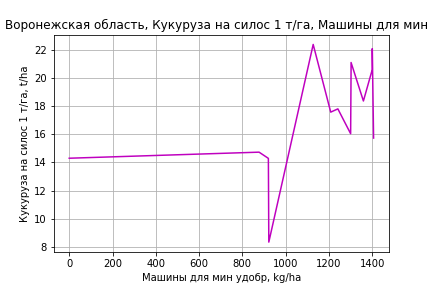 Воронежская область, Кукуруза на силос 1 т/га, Машины для мин
22
20
18
16
14
12
10
8
Кукуруза на силос 1 т/га, t/ha
0 200 400 600 800 1000 1200 1400
Машины для мин удобр, kg/ha